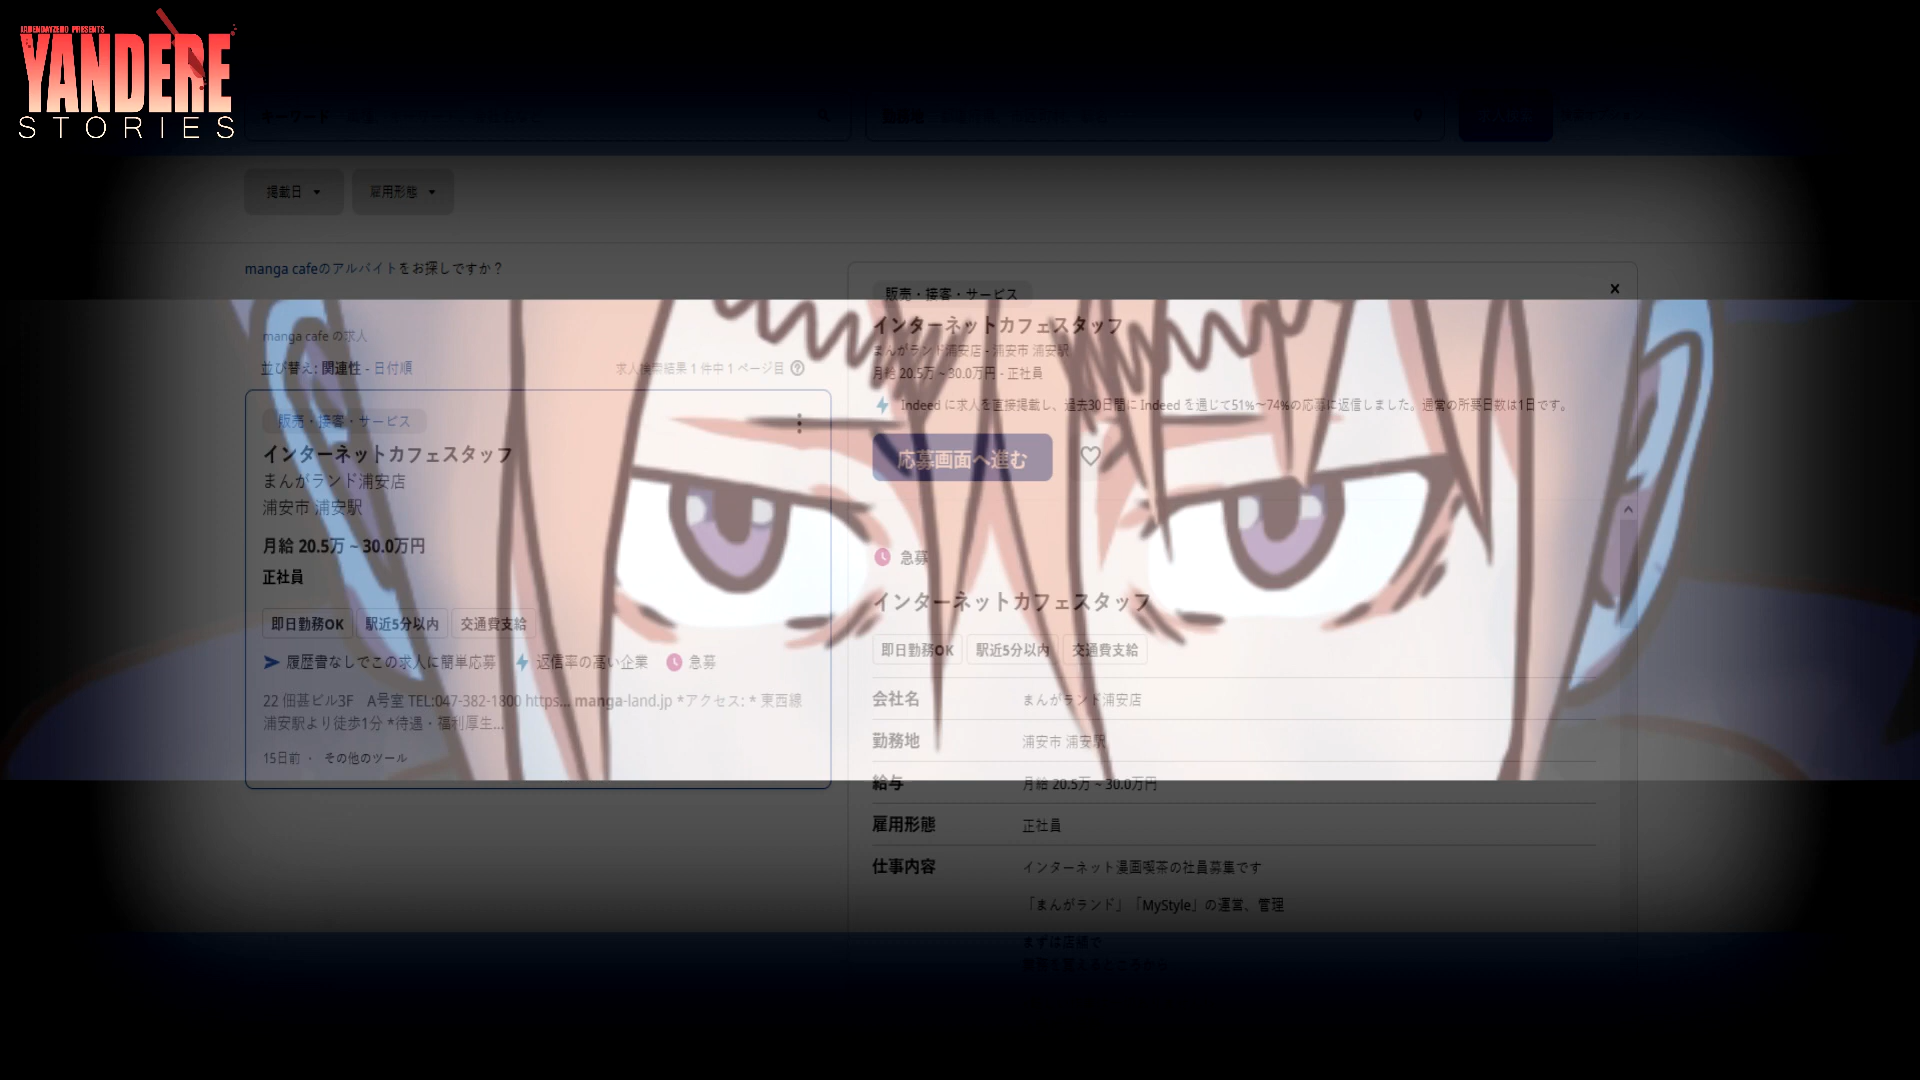 YANDERE
STORIES
キーワード
掲載日
雇用形態
manga cafeのアルバイトをお探しですか？
manga cafe の求人
並び替え: 関連性 - 日付順
求人検索結果 1 件中 1 ページ目
販売・接客・サービス
インターネットカフェスタッフ
まんがランド浦安店
浦安市 浦安駅
月給 20.5万 ~ 30.0万円
正社員
即日勤務OK 駅近5分以内 交通費支給
履歴書なしでこの求人に簡単応募 返信率の高い企業 急募
22 佃甚ビル3F A号室 TEL:047-382-1800 https... manga-land.jp *アクセス: * 東西線
浦安駅より徒歩1分 *待遇・福利厚生...
15日前 · その他のツール
販売・接客・サービス
インターネットカフェスタッフ
まんがランド浦安店 - 浦安市 浦安駅
月給 20.5万 ~ 30.0万円 - 正社員
Indeed に求人を直接掲載し、過去30日間に Indeed を通じて51%〜74%の応募に返信しました。通常の所要日数は1日です。
応募画面へ進む
急募
インターネットカフェスタッフ
即日勤務OK 駅近5分以内 交通費支給
会社名 まんがランド浦安店
勤務地 浦安市 浦安駅
給与 月給 20.5万 ~ 30.0万円
雇用形態 正社員
仕事内容 インターネット漫画喫茶の社員募集です
「まんがランド」「MyStyle」の運営、管理
まずは店舗で